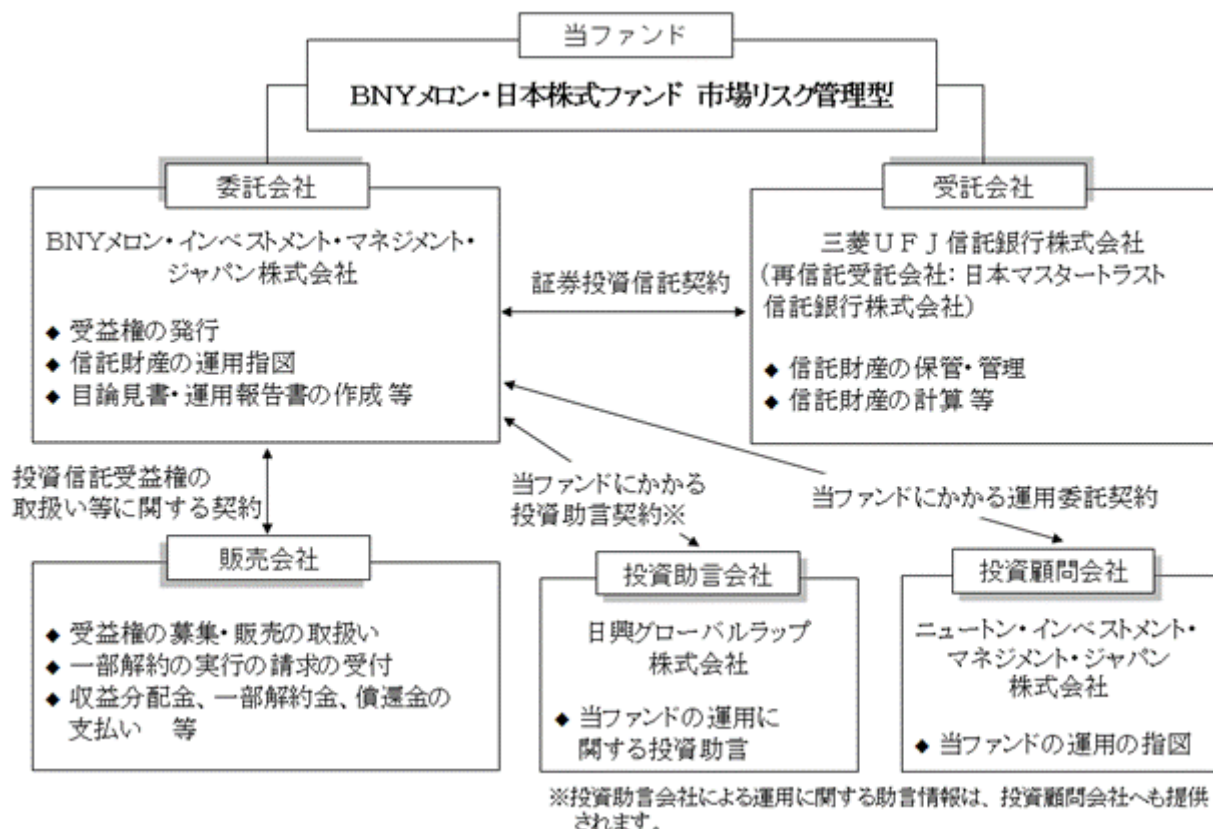 当ファンド
BNYメロン・日本株式ファンド 市場リスク管理型
委託会社
BNYメロン・インベストメント・マネジメント・
ジャパン株式会社
◆ 受益権の発行
◆ 信託財産の運用指図
◆ 目論見書・運用報告書の作成 等
証券投資信託契約
受託会社
三菱UFJ信託銀行株式会社
(再信託受託会社: 日本マスタートラスト
信託銀行株式会社)
◆ 信託財産の保管・管理
◆ 信託財産の計算 等
投資信託受益権の
取扱い等に関する契約
当ファンドにかかる
投資助言契約※
当ファンドにかかる運用委託契約
販売会社
◆ 受益権の募集・販売の取扱い
◆ 一部解約の実行の請求の受付
◆ 収益分配金、一部解約金、償還金の
支払い 等
投資助言会社
日興グローバルラップ
株式会社
◆ 当ファンドの運用に
関する投資助言
投資顧問会社
ニュートン・インベストメント・
マネジメント・ジャパン
株式会社
◆ 当ファンドの運用の指図
※投資助言会社による運用に関する助言情報は、投資顧問会社へも提供
されます。